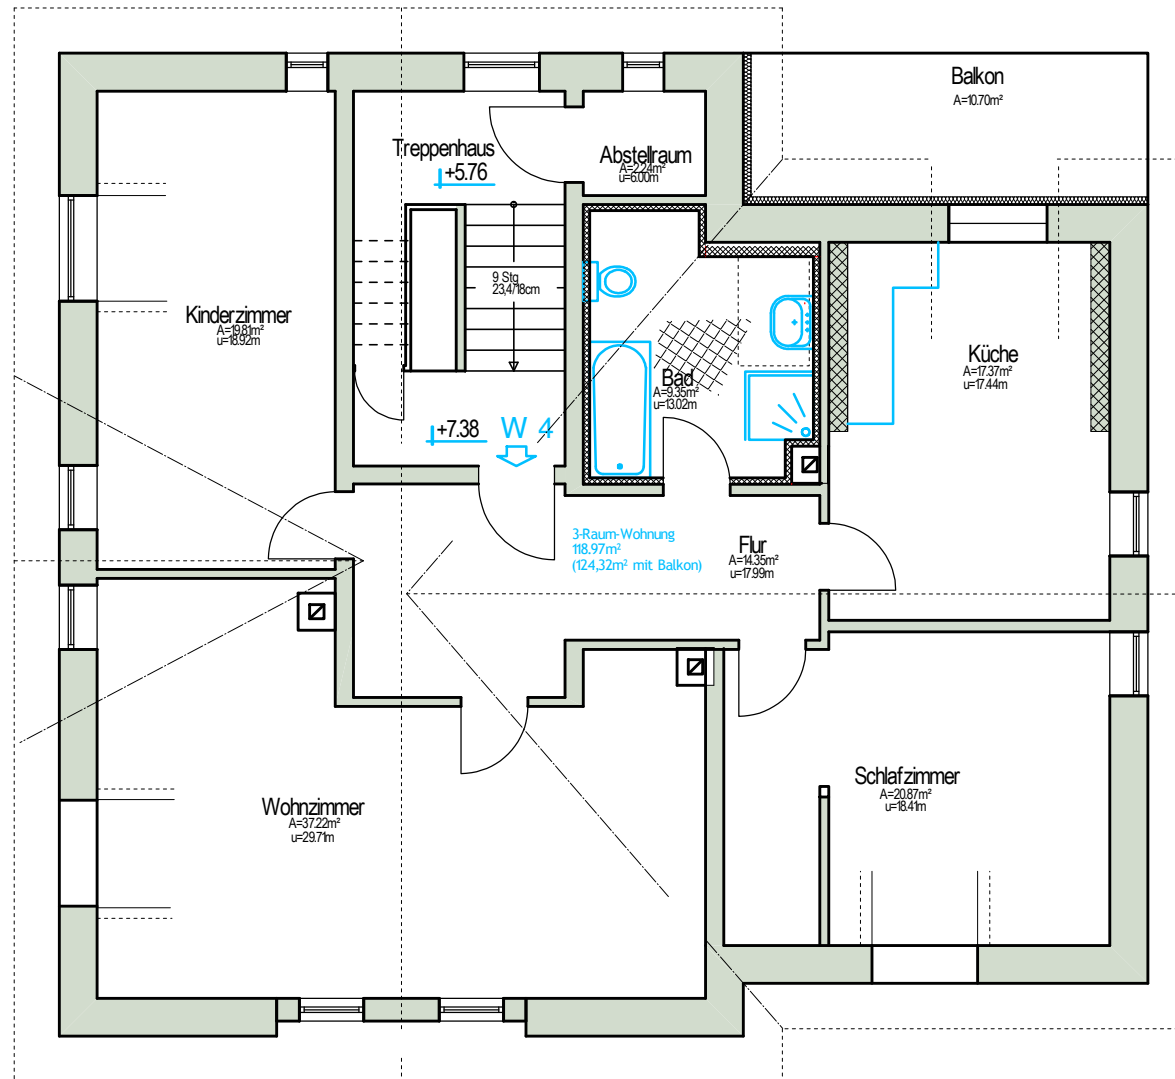 Balkon
A=10.70m²
Treppenhaus
+5.76
Abstellraum
A=2.24m²
u=6.00m
9 Stg
23,4/18cm
Kinderzimmer
A=19.81m²
u=18.92m
Küche
A=17.37m²
u=17.44m
Bad
A=9.35m²
u=13.02m
+7.38
W 4
3-Raum-Wohnung
118.97m²
(124,32m² mit Balkon)
Flur
A=14.35m²
u=17.99m
Schlafzimmer
A=20.87m²
u=18.41m
Wohnzimmer
A=37.22m²
u=29.71m